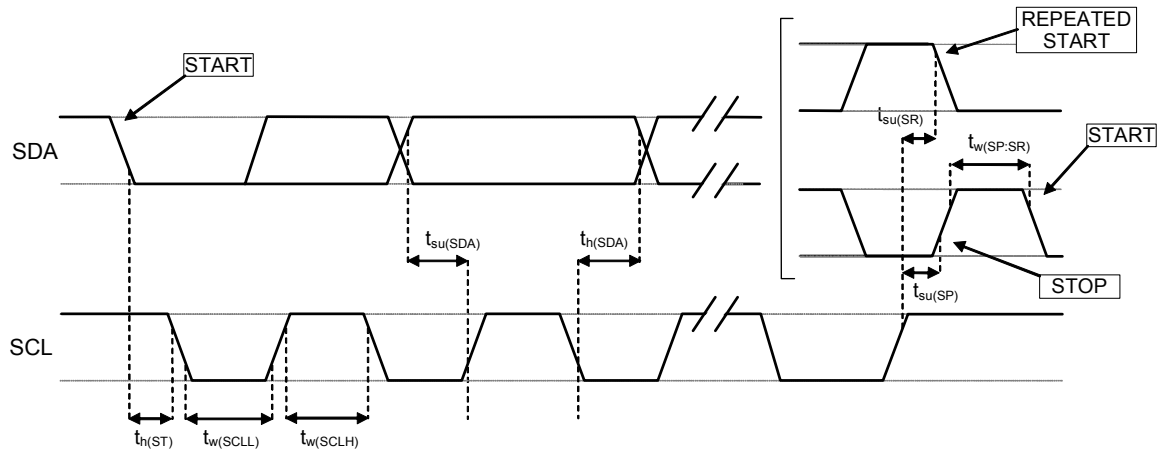 REPEATED
START
START
tsu(SR)
tw(SP:SR)
START
SDA
tsu(SDA)
th(SDA)
tsu(SP)
STOP
SCL
th(ST)
tw(SCLL)
tw(SCLH)